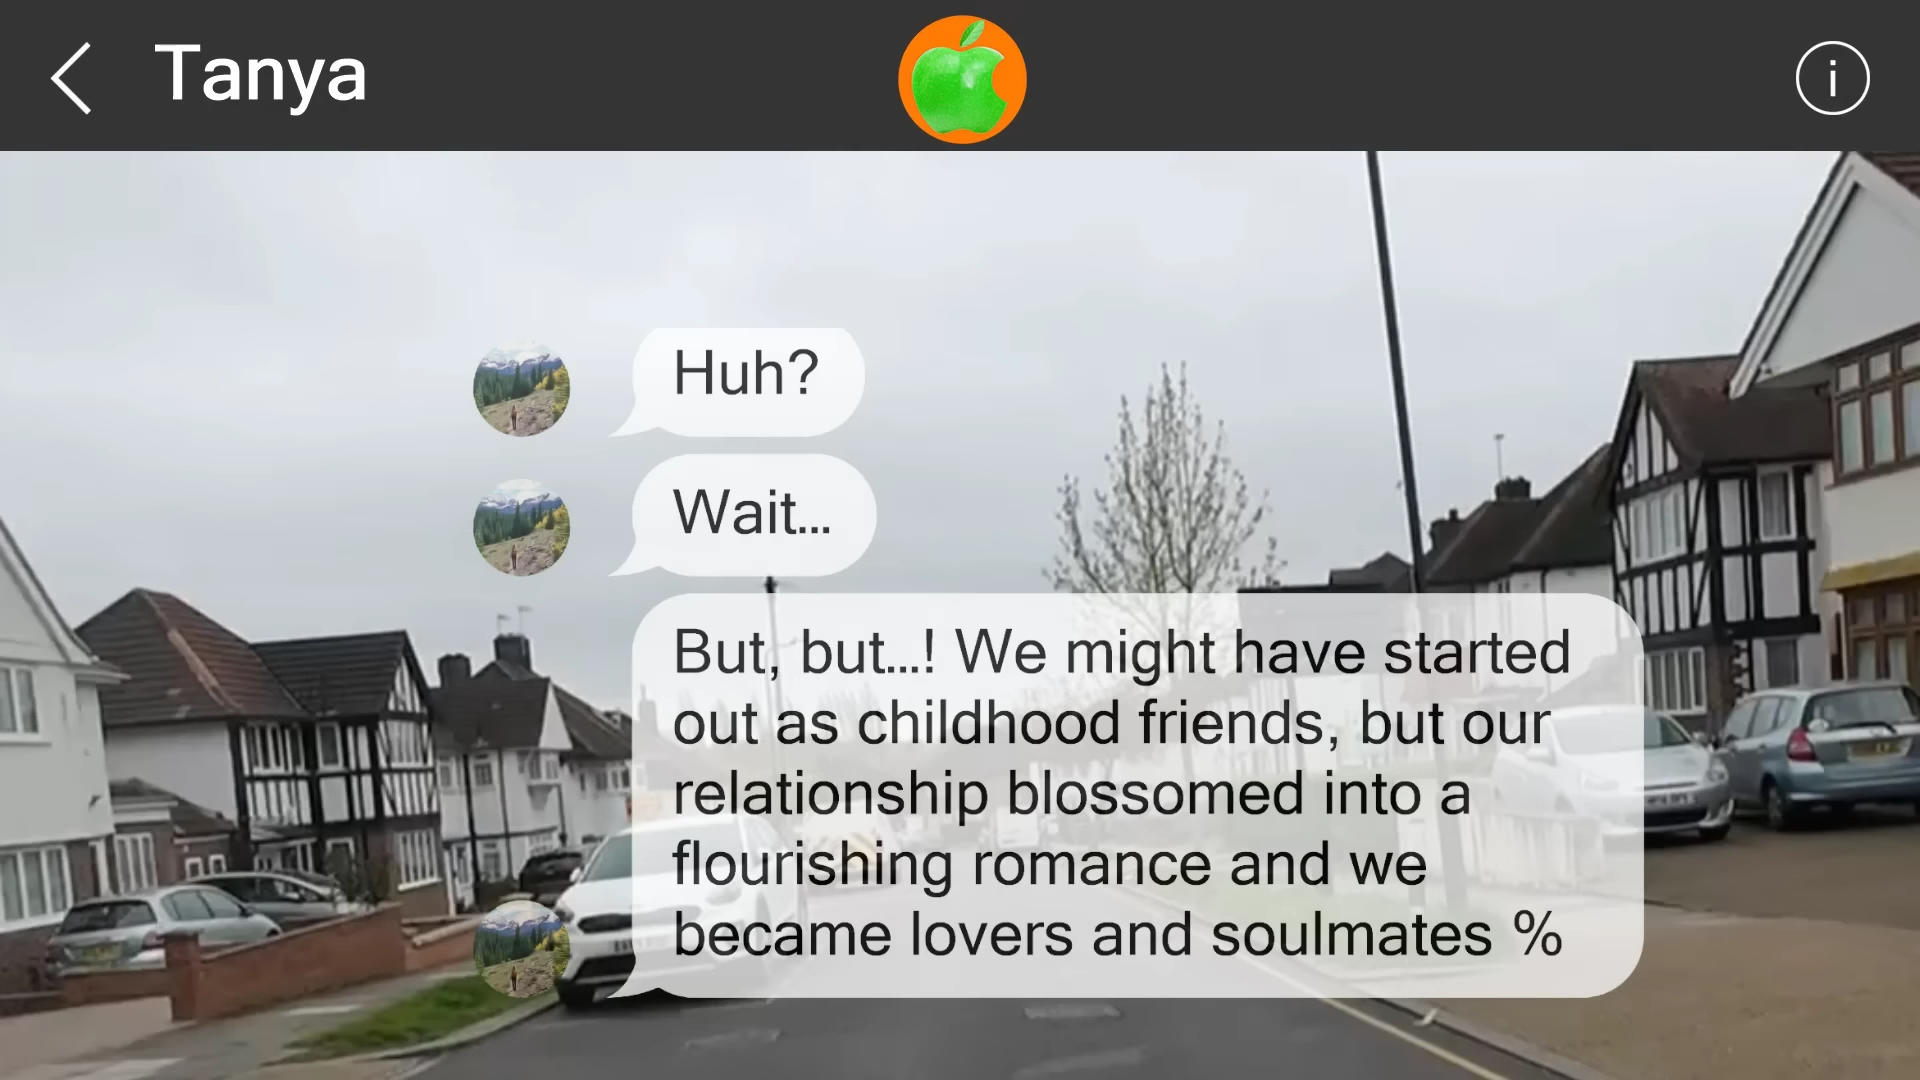 Tanya
Huh?
Wait...
But, but...! We might have started
out as childhood friends, but our
relationship blossomed into a
flourishing romance and we
became lovers and soulmates %